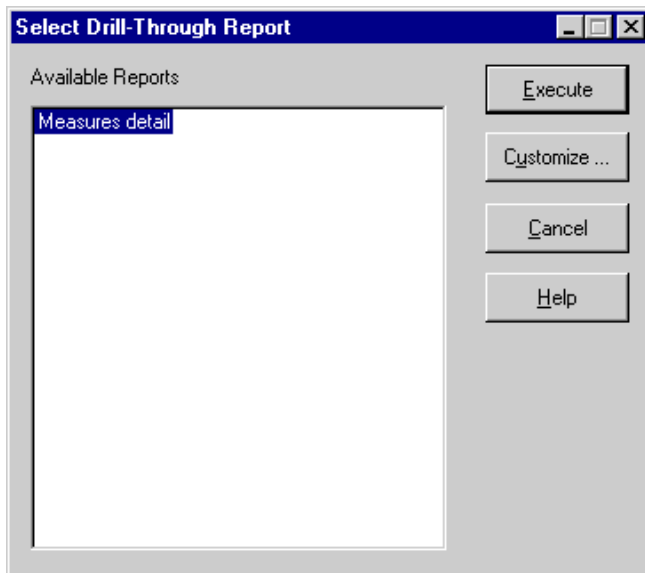 Select Drill-Through Report
Available Reports
Measures detail
Execute
Customize ...
Cancel
Help